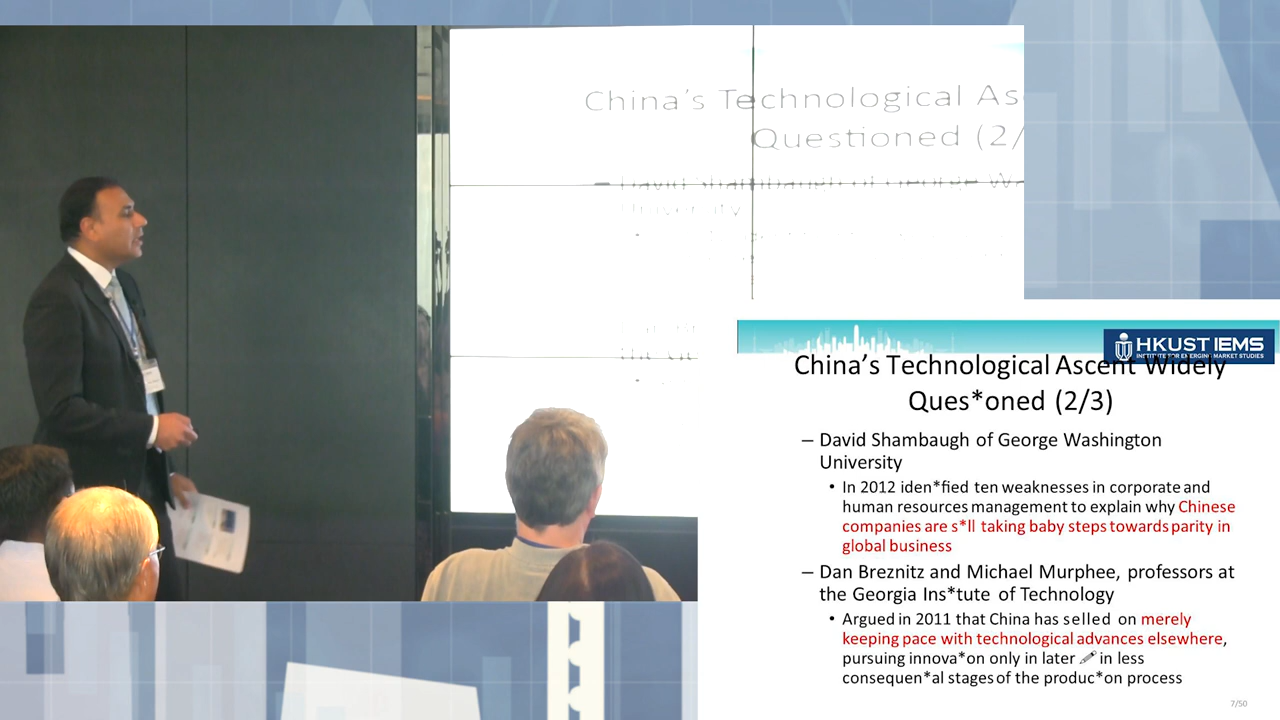 China's Technological As
Questioned (2/
University
HKUST IEMS
INSTITUTE FOR EMERGING MARKET STUDIES
China's Technological Ascent Widely
Ques*oned (2/3)
– David Shambaugh of George Washington
University
• In 2012 iden*fied ten weaknesses in corporate and
human resources management to explain why Chinese
companies are s*ll taking baby steps towards parity in
global business
– Dan Breznitz and Michael Murphee, professors at
the Georgia Ins*tute of Technology
• Argued in 2011 that China has selled on merely
keeping pace with technological advances elsewhere,
pursuing innova*on only in later in less
consequen*al stages of the produc*on process
7/50